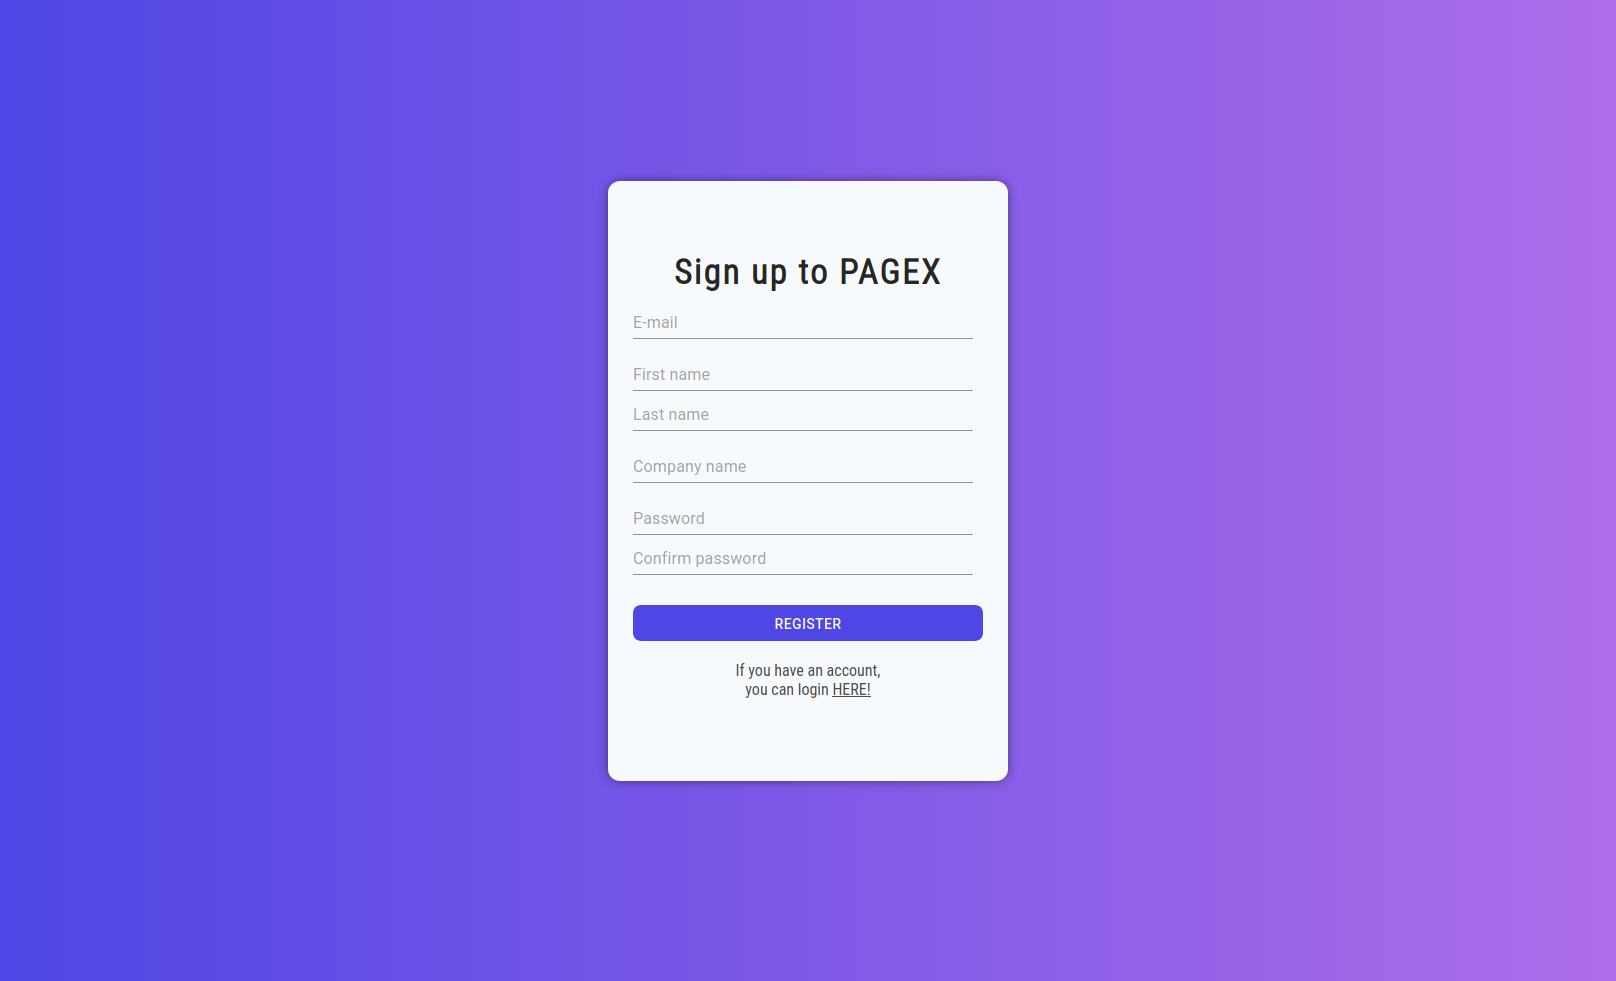 Sign up to PAGEX
E-mail
First name
Last name
Company name
Password
Confirm password
REGISTER
If you have an account,
you can login HERE!